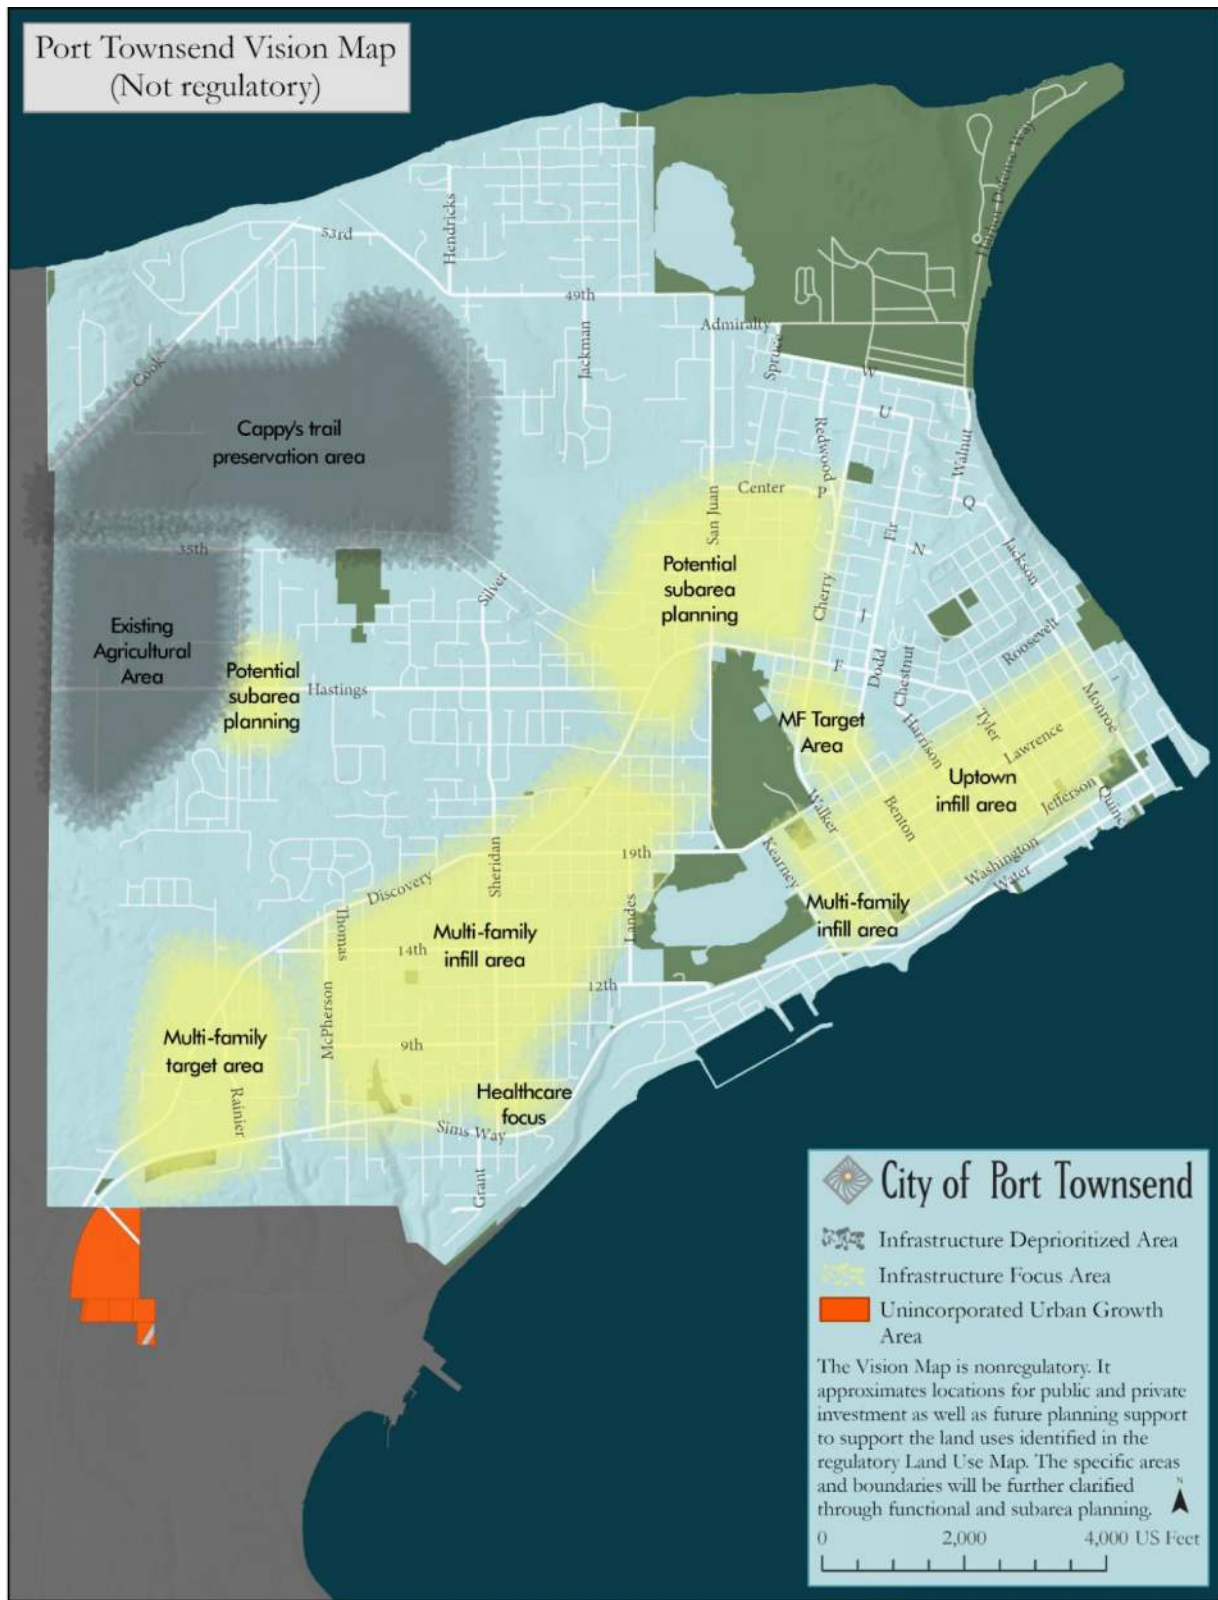 Port Townsend Vision Map
(Not regulatory)
53rd
Hendricks
49th
Admiralty
Jackman
Spruce
Cook
W
U
Redwood
Walnut
Cappy's trail
preservation area
Center
P
San Juan
Q
Fir
N
Jackson
35th
Silver
Potential
subarea
planning
Cherry
J
Existing
Agricultural
Area
Roosevelt
Potential
subarea
planning
Hastings
F
Dodd
Chestnut
Monroe
MF Target
Area
Harrison
Tyler
Lawrence
Uptown
infill area
Jefferson
Walker
Benton
Quinc
19th
Kearney
Washington
Water
Sheridan
Discovery
Thomas
Landes
Multi-family
infill area
Multi-family
infill area
14th
12th
McPherson
Multi-family
target area
9th
Rainier
Healthcare
focus
Sims Way
Grant
City of Port Townsend
Infrastructure Deprioritized Area
Infrastructure Focus Area
Unincorporated Urban Growth
Area
The Vision Map is nonregulatory. It
approximates locations for public and private
investment as well as future planning support
to support the land uses identified in the
regulatory Land Use Map. The specific areas
and boundaries will be further clarified
through functional and subarea planning.
N
0 2,000 4,000 US Feet